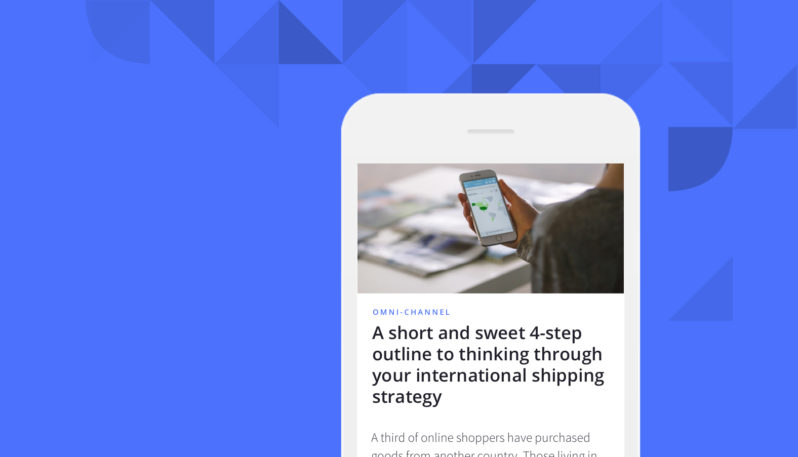 OMNI-CHANNEL
A short and sweet 4-step
outline to thinking through
your international shipping
strategy
A third of online shoppers have purchased
goods from another country. Those living in